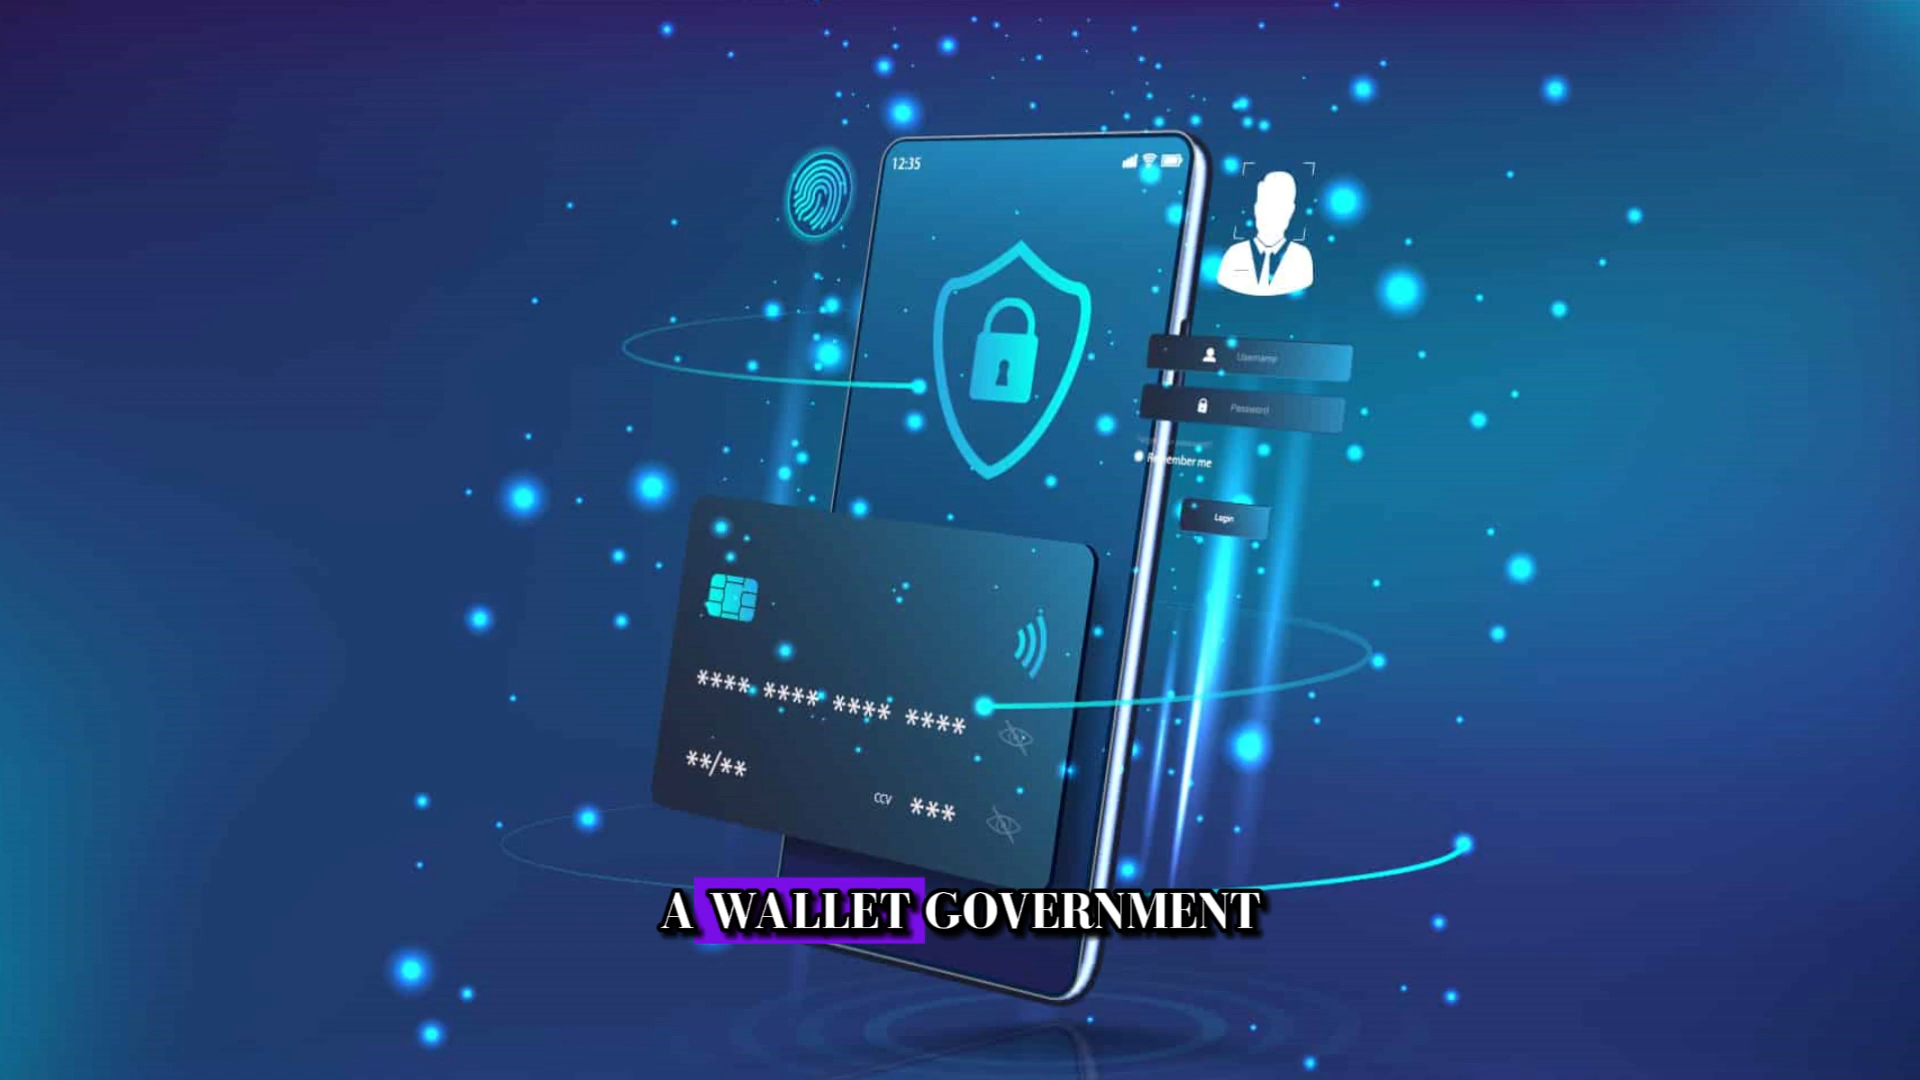 12:35
Username
Password
Remember me
Login
**** **** **** ****
**/**
CCV ***
A WALLET GOVERNMENT